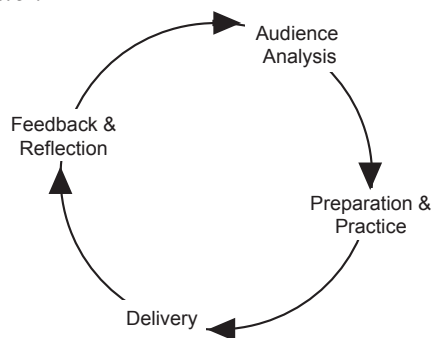 Audience
Analysis
Preparation &
Practice
Delivery
Feedback &
Reflection